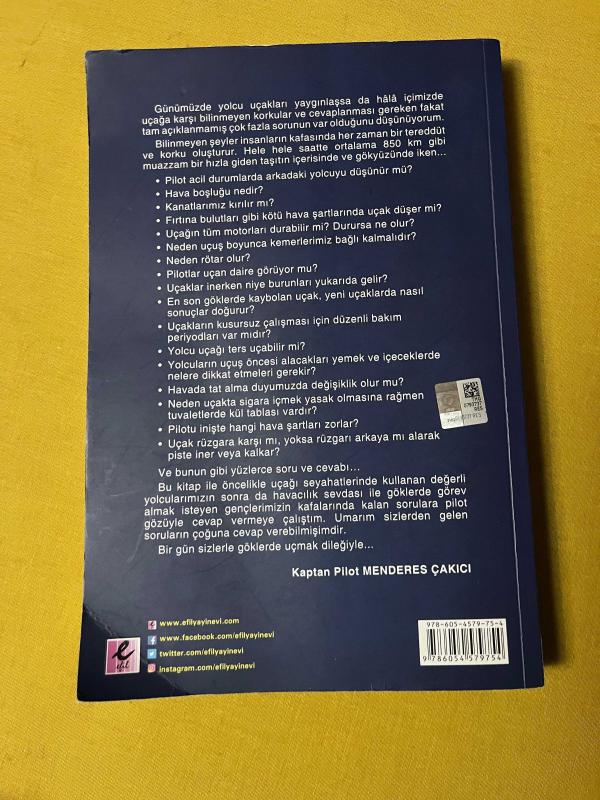 Günümüzde yolcu uçakları yaygınlaşsa da hâlâ içimizde
uçağa karşı bilinmeyen korkular ve cevaplanması gereken fakat
tam açıklanmamış çok fazla sorunun var olduğunu düşünüyorum.
Bilinmeyen şeyler insanların kafasında her zaman bir tereddüt
ve korku oluşturur. Hele hele saatte ortalama 850 km gibi
muazzam bir hızla giden taşıtın içerisinde ve gökyüzünde iken...
• Pilot acil durumlarda arkadaki yolcuyu düşünür mü?
• Hava boşluğu nedir?
• Kanatlarımız kırılır mı?
• Fırtına bulutları gibi kötü hava şartlarında uçak düşer mi?
• Uçağın tüm motorları durabilir mi? Durursa ne olur?
• Neden uçuş boyunca kemerlerimiz bağlı kalmalıdır?
• Neden rötar olur?
• Pilotlar uçan daire görüyor mu?
• Uçaklar inerken niye burunları yukarıda gelir?
• En son göklerde kaybolan uçak, yeni uçaklarda nasıl
sonuçlar doğurur?
• Uçakların kusursuz çalışması için düzenli bakım
periyodları var mıdır?
• Yolcu uçağı ters uçabilir mi?
• Yolcuların uçuş öncesi alacakları yemek ve içeceklerde
nelere dikkat etmeleri gerekir?
• Havada tat alma duyumuzda değişiklik olur mu?
• Neden uçakta sigara içmek yasak olmasına rağmen
tuvaletlerde kül tablası vardır?
• Pilotu inişte hangi hava şartları zorlar?
• Uçak rüzgara karşı mı, yoksa rüzgarı arkaya mı alarak
piste iner veya kalkar?
Ve bunun gibi yüzlerce soru ve cevabı...
Bu kitap ile öncelikle uçağı seyahatlerinde kullanan değerli
yolcularımızın sonra da havacılık sevdası ile göklerde görev
almak isteyen gençlerimizin kafalarında kalan sorulara pilot
gözüyle cevap vermeye çalıştım. Umarım sizlerden gelen
soruların çoğuna cevap verebilmişimdir.
Bir gün sizlerle göklerde uçmak dileğiyle...
Kaptan Pilot MENDERES ÇAKICI
www.efilyayinevi.com
www.facebook.com/efilyayinevi
twitter.com/efilyayinevi
instagram.com/efilyayinevi
e
efil
978-605-4579-75-4
9 786054 579754